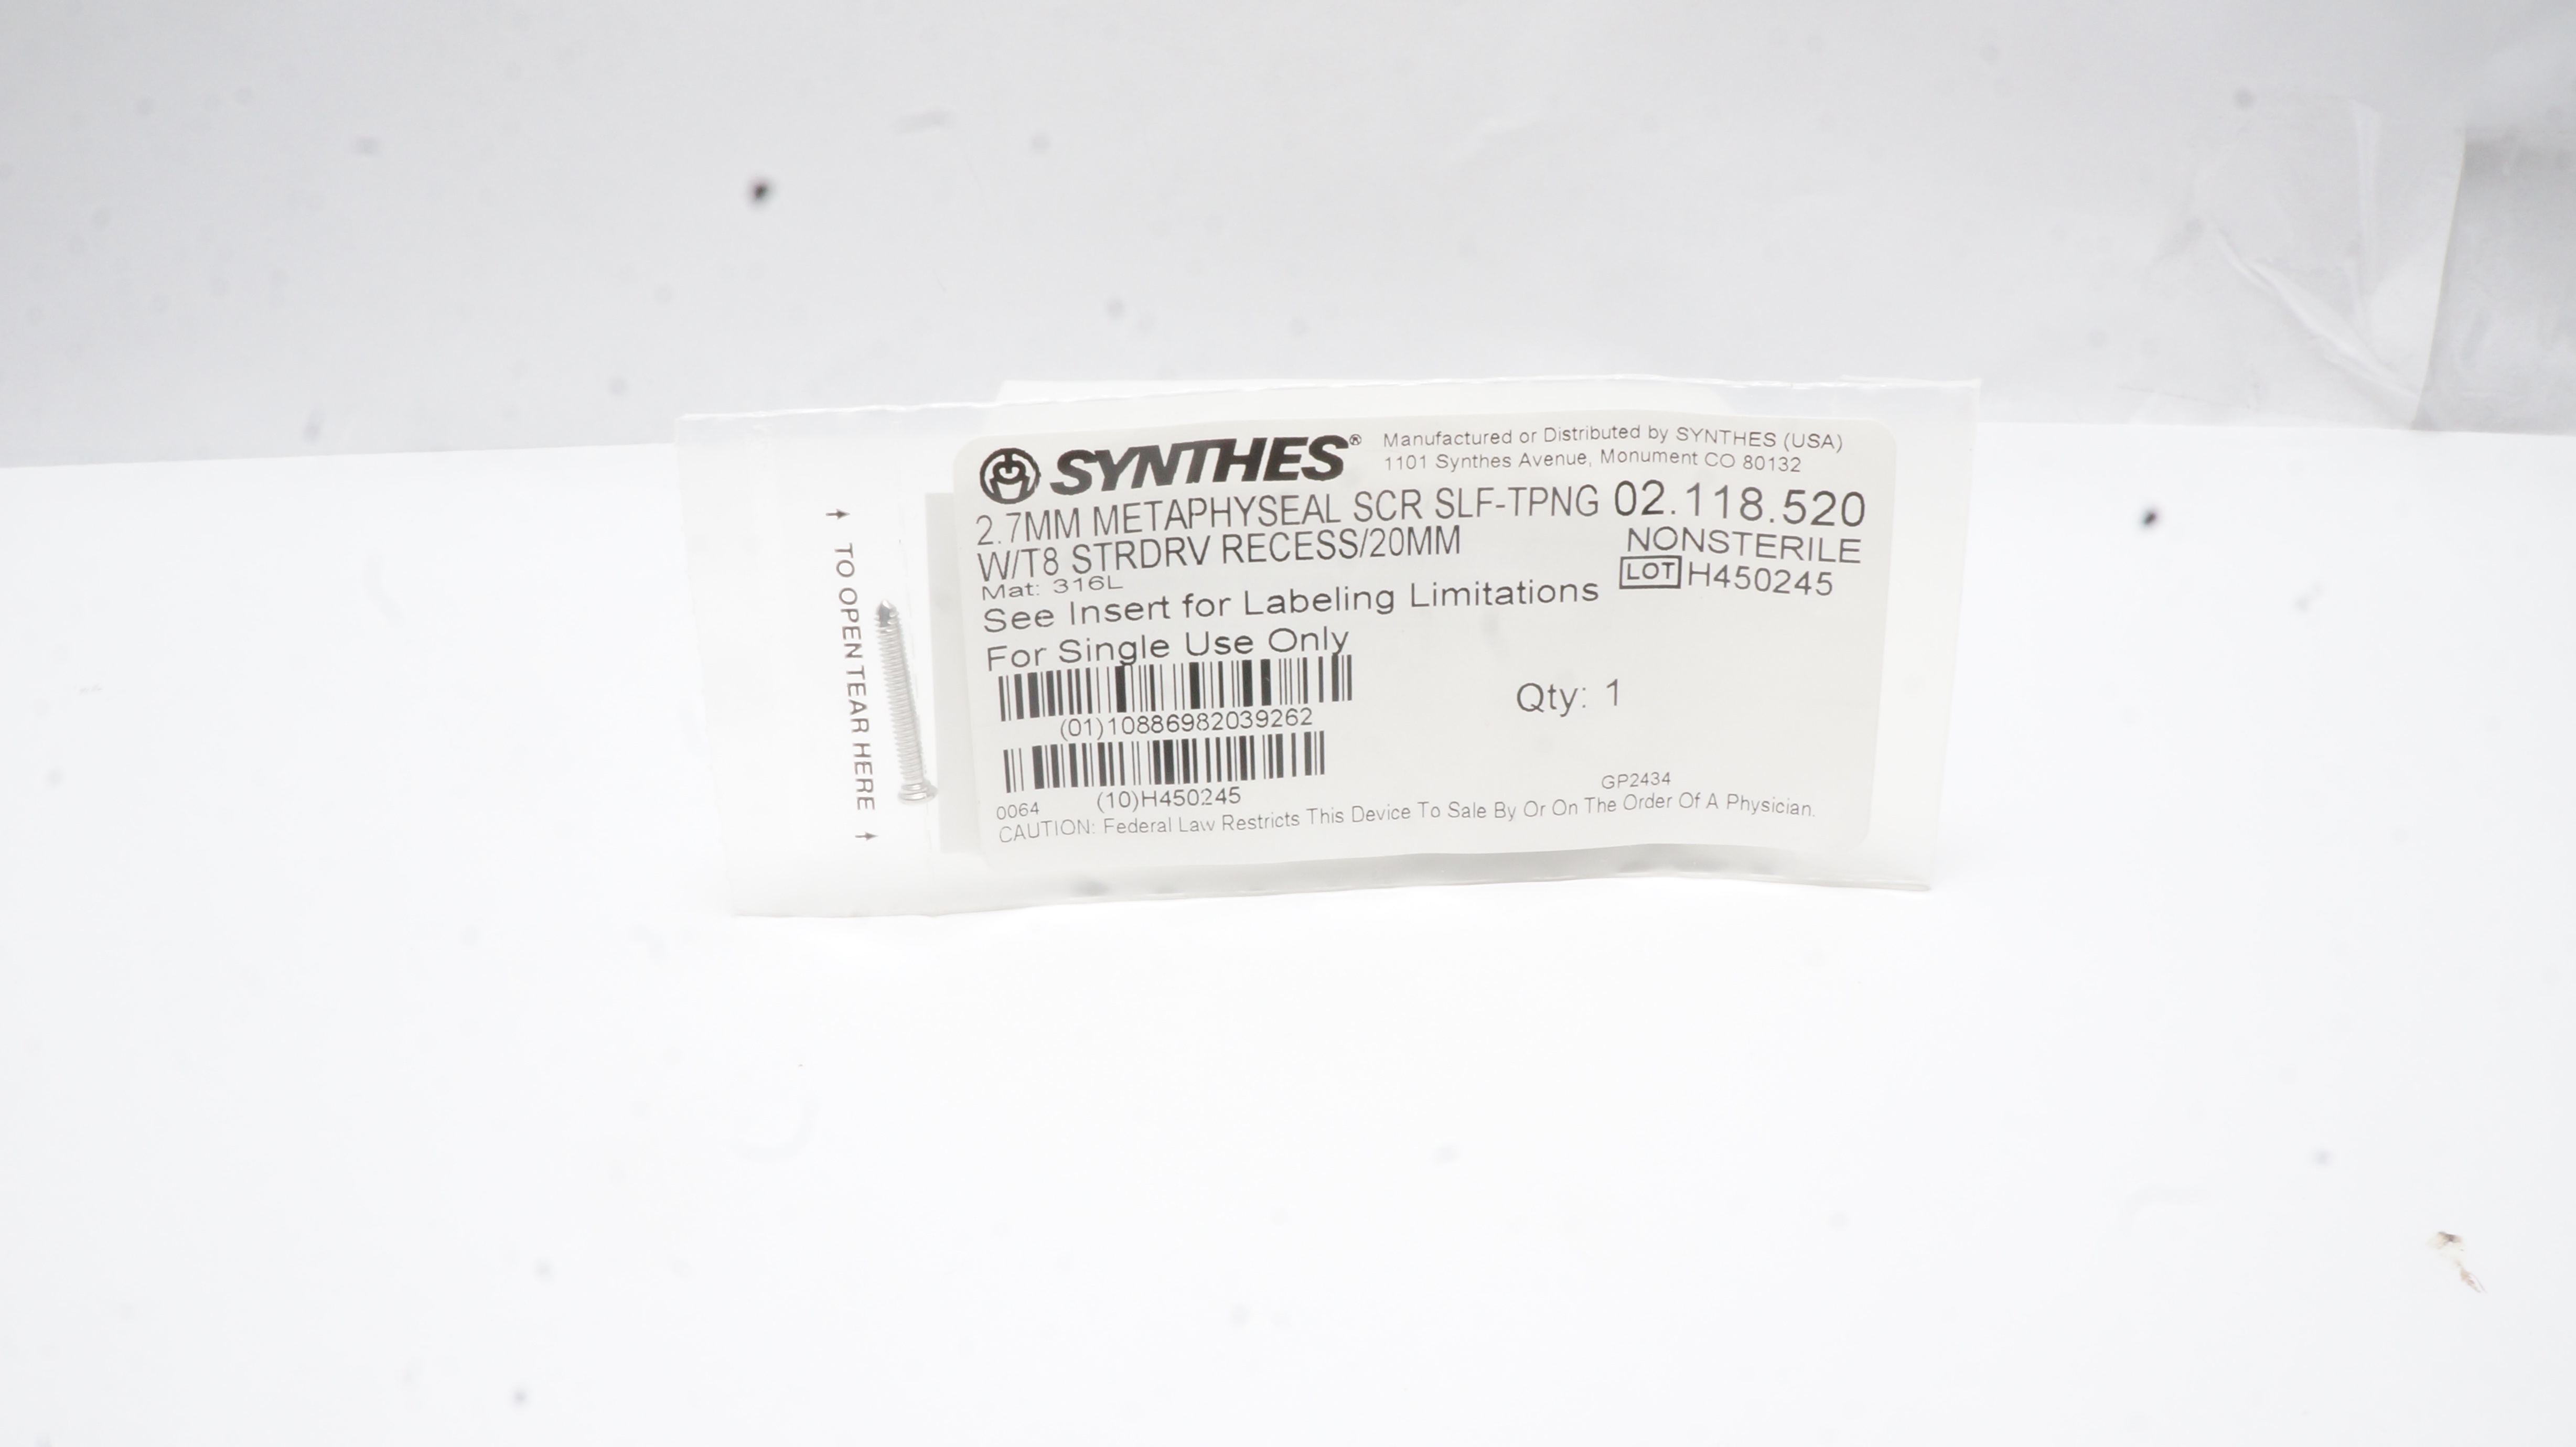 SYNTHES® Manufactured or Distributed by SYNTHES (USA)
1101 Synthes Avenue, Monument CO 80132
2.7MM METAPHYSEAL SCR SLF-TPNG 02.118.520
W/T8 STRDRV RECESS/20MM
NONSTERILE
Mat: 316L
LOT H450245
See Insert for Labeling Limitations
For Single Use Only
(01)10886982039262
Qty: 1
(10)H450245
0064
GP2434
CAUTION: Federal Law Restricts This Device To Sale By Or On The Order Of A Physician.
TO OPEN TEAR HERE